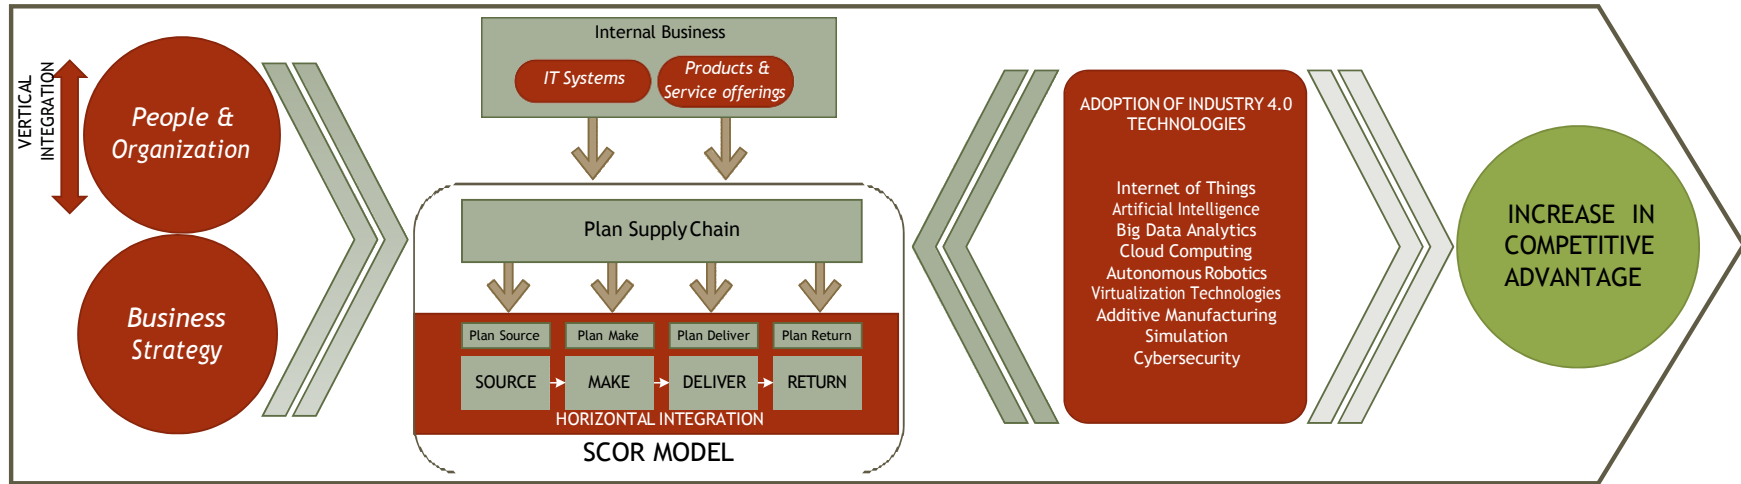 VERTICAL
INTEGRATION
People &
Organization
Business
Strategy
Internal Business
IT Systems
Products &
Service offerings
Plan Supply Chain
Plan Source
Plan Make
Plan Deliver
Plan Return
SOURCE
MAKE
DELIVER
RETURN
HORIZONTAL INTEGRATION
SCOR MODEL
ADOPTION OF INDUSTRY 4.0
TECHNOLOGIES
Internet of Things
Artificial Intelligence
Big Data Analytics
Cloud Computing
Autonomous Robotics
Virtualization Technologies
Additive Manufacturing
Simulation
Cybersecurity
INCREASE IN
COMPETITIVE
ADVANTAGE